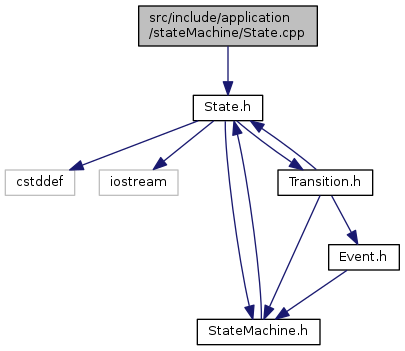 src/include/application
/stateMachine/State.cpp
State.h
cstddef
iostream
Transition.h
Event.h
StateMachine.h